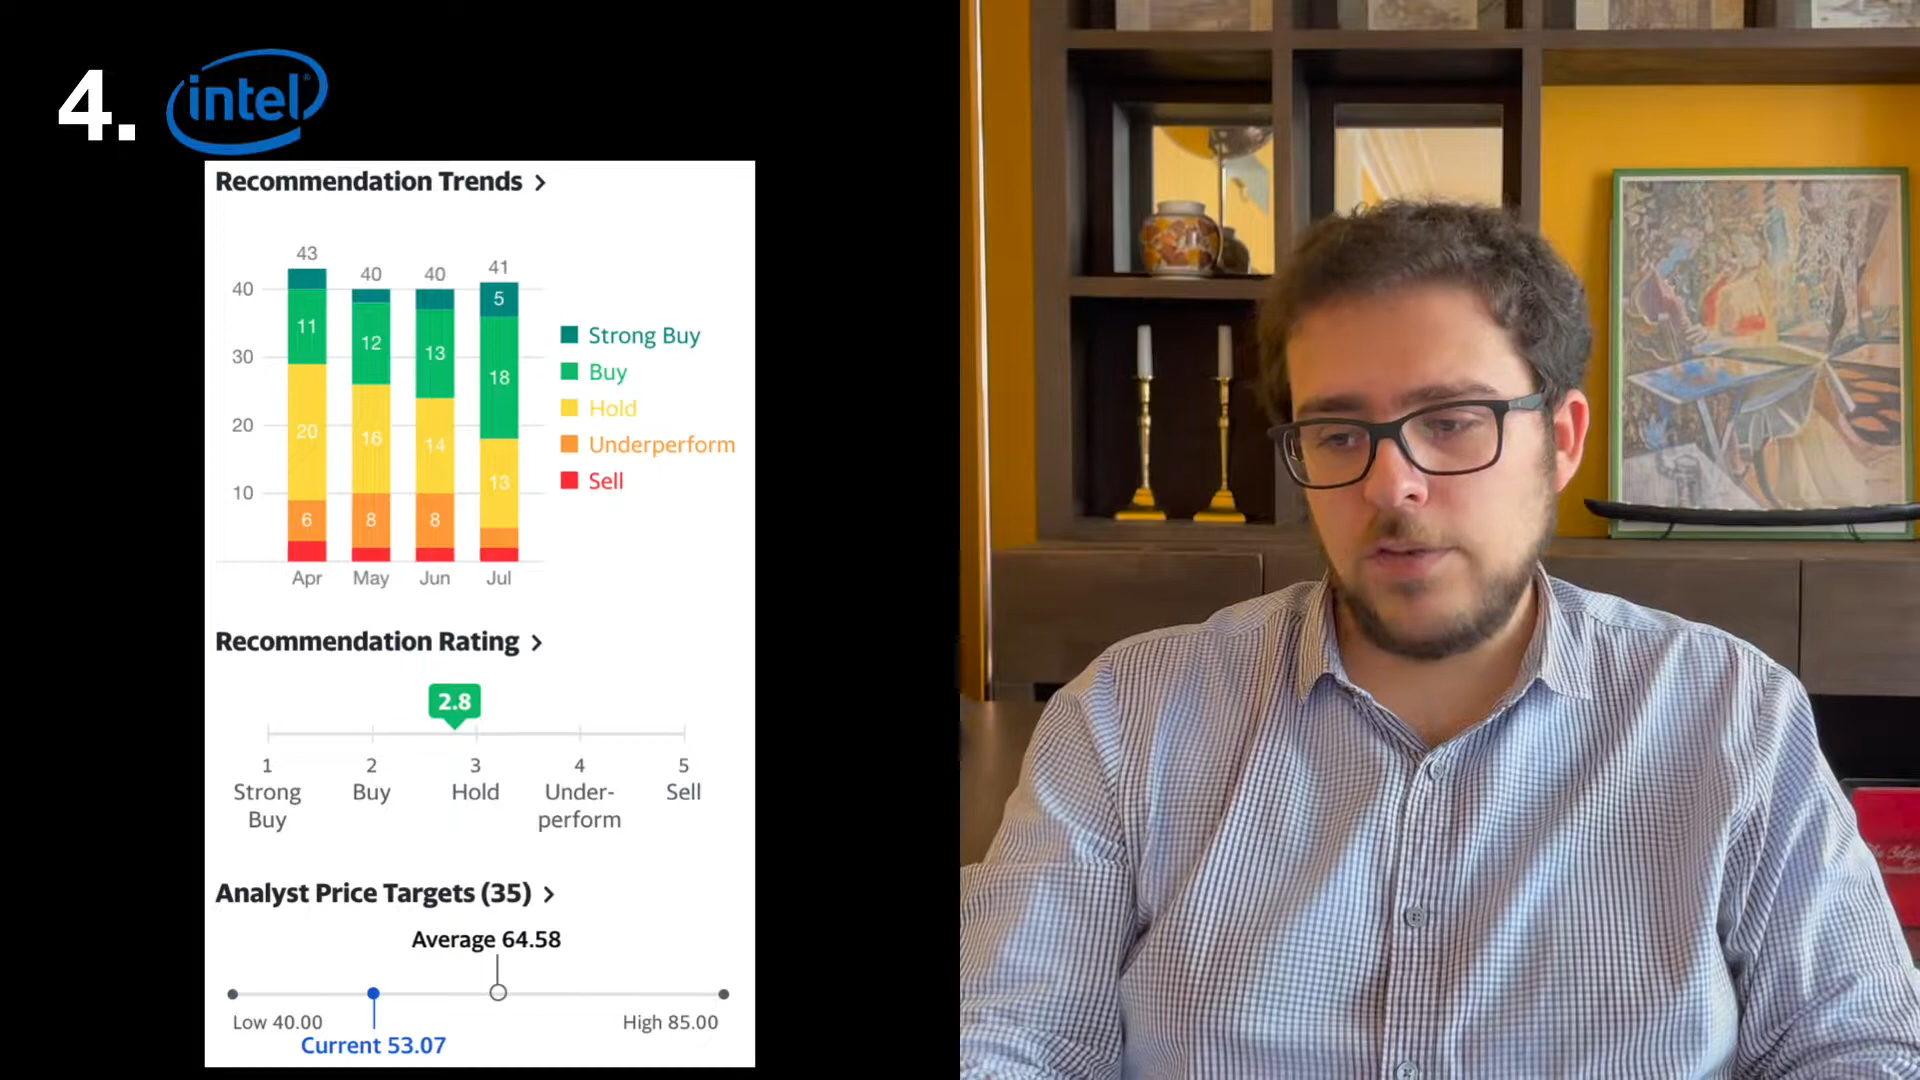 4. intel
Recommendation Trends >
43
40
40
41
40
30
20
10
11
20
6
12
16
8
13
14
8
5
18
13
Apr May Jun Jul
Strong Buy
Buy
Hold
Underperform
Sell
Recommendation Rating >
2.8
1 2 3 4 5
Strong Buy Hold Under- Sell
Buy perform
Analyst Price Targets (35) >
Average 64.58
Low 40.00 High 85.00
Current 53.07